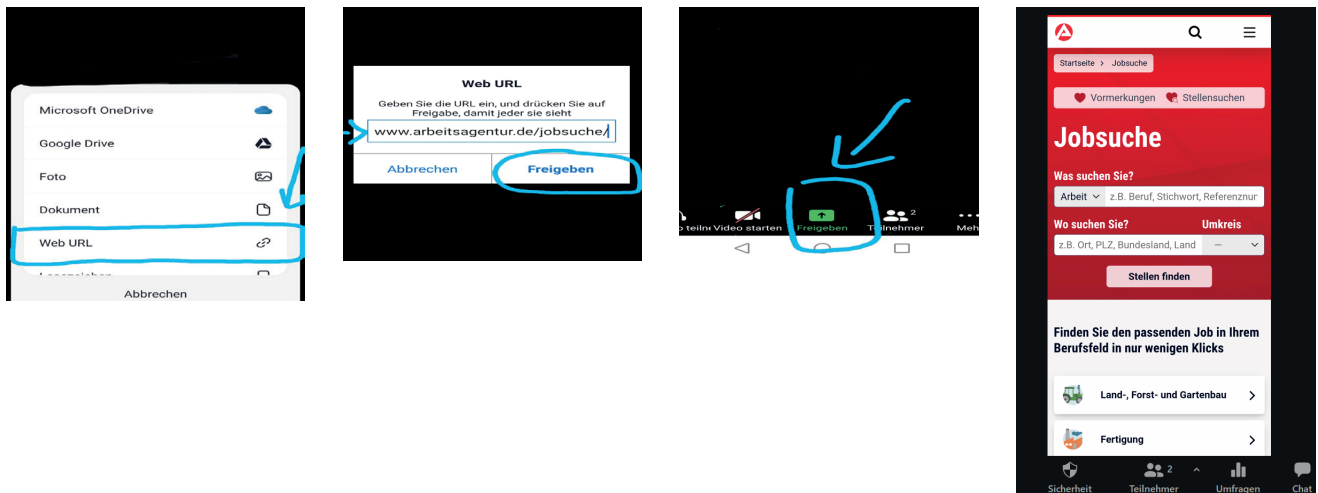 Microsoft OneDrive
Google Drive
Foto
Dokument
Web URL
Abbrechen
Web URL
Geben Sie die URL ein, und drücken Sie auf
Freigabe, damit jeder sie sieht
www.arbeitsagentur.de/jobsuche/
Abbrechen Freigeben
2
teiln Video starten Freigeben Teilnehmer Meh
Startseite > Jobsuche
Vormerkungen Stellensuchen
Jobsuche
Was suchen Sie?
Arbeit z.B. Beruf, Stichwort, Referenznur
Wo suchen Sie? Umkreis
z.B. Ort, PLZ, Bundesland, Land –
Stellen finden
Finden Sie den passenden Job in Ihrem
Berufsfeld in nur wenigen Klicks
Land-, Forst- und Gartenbau
Fertigung
2
Sicherheit Teilnehmer Umfragen Chat